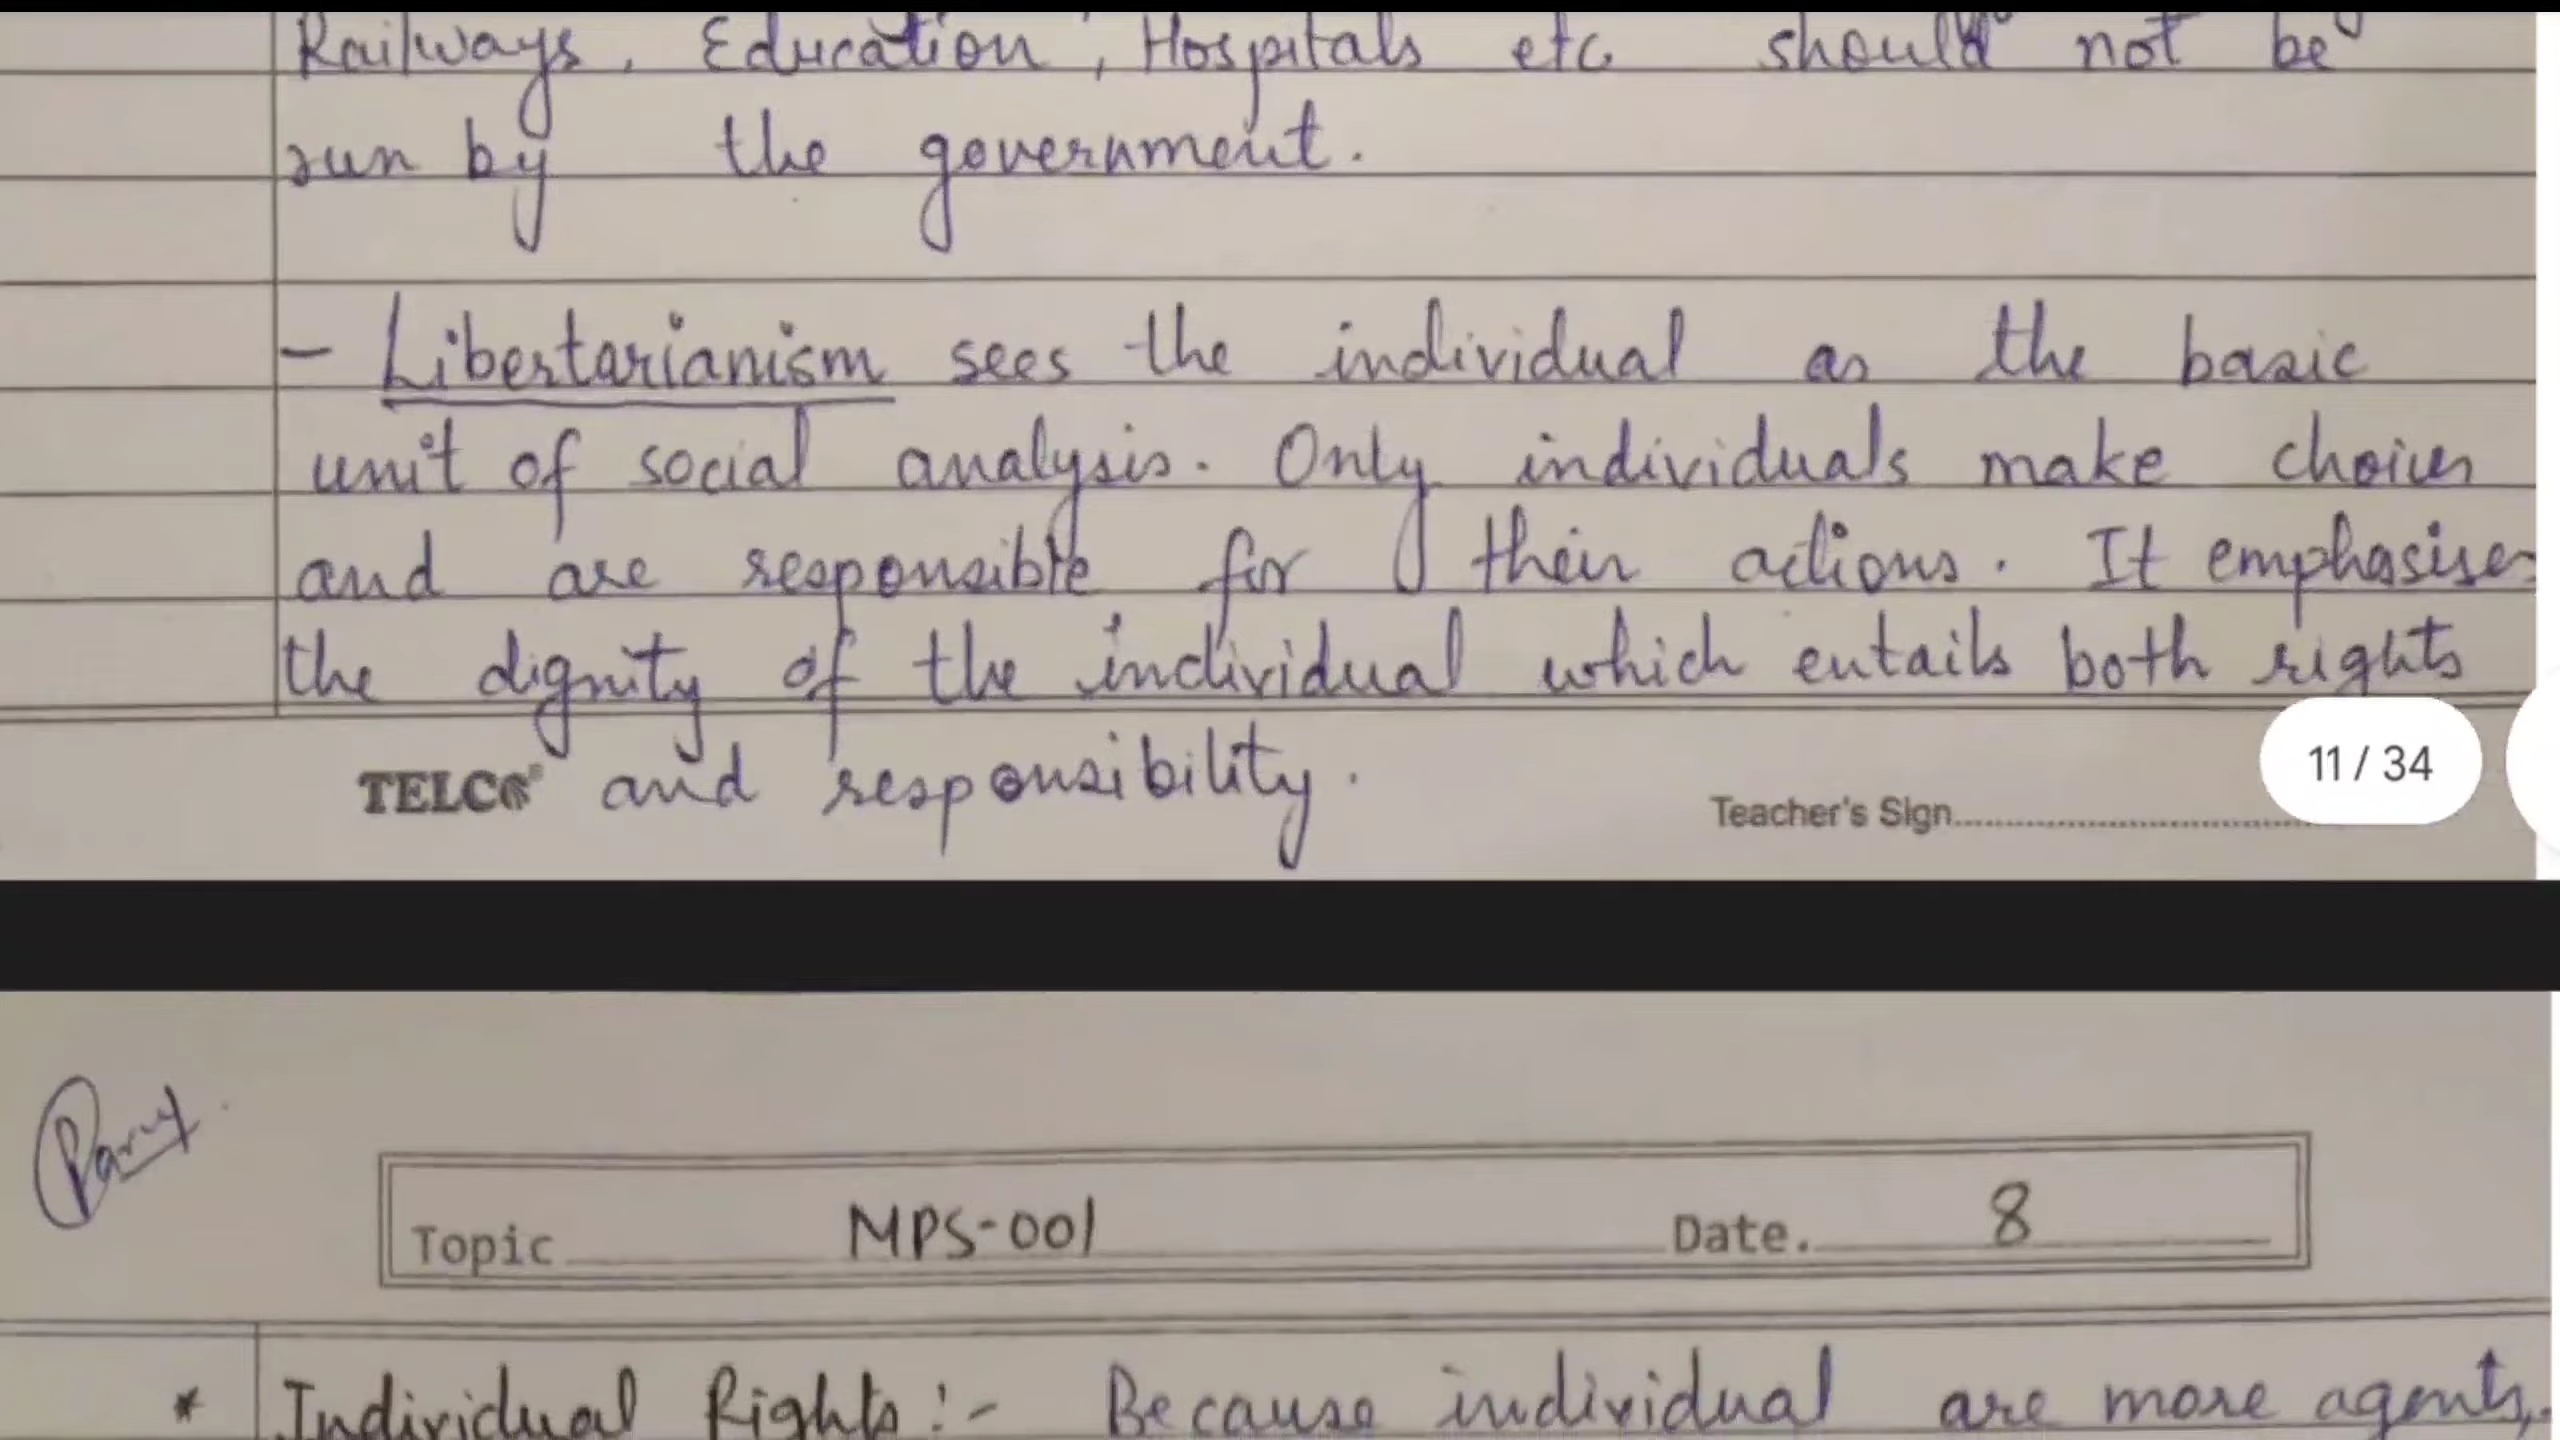 Railways, Education, Hospitals etc should not be
run by the government.
- Libertarianism sees the individual as the basic
unit of social analysis. Only individuals make choices
and are responsible for their actions. It emphasises
the dignity of the individual which entails both rights
TELCO and responsibility.
Teacher's Sign....................
11 / 34
Topic MPS-001 Date. 8
* Individual Rights :- Because individual are more agents,